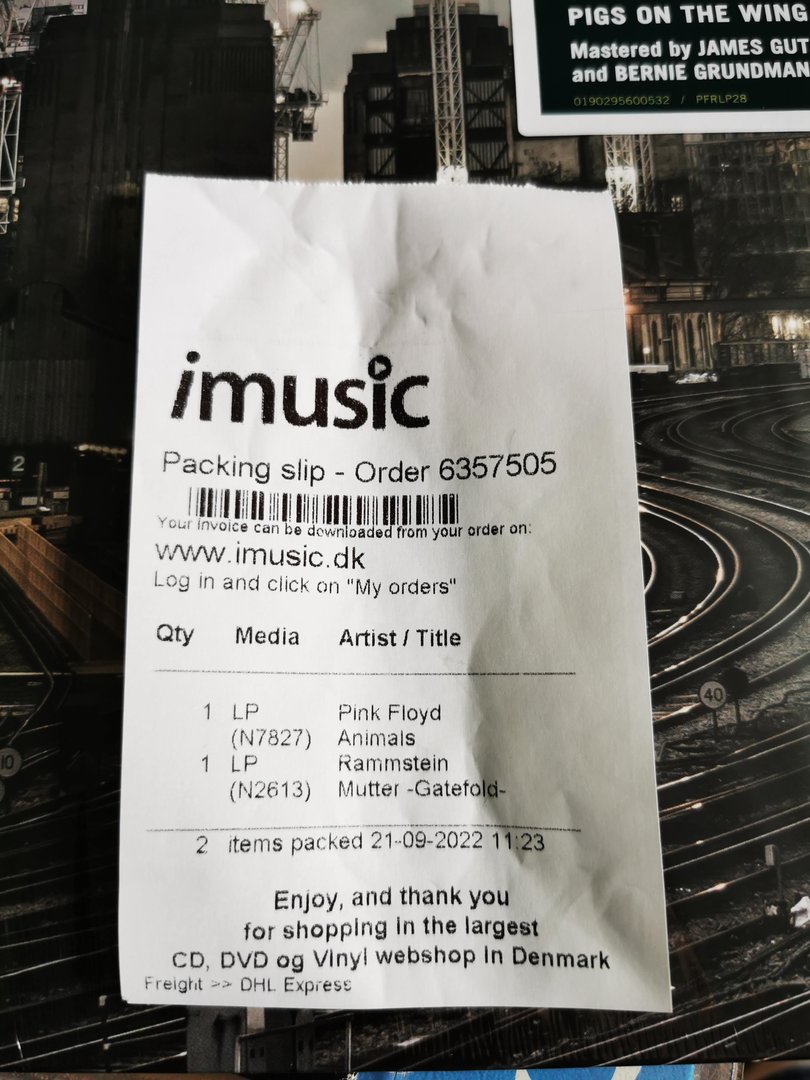 PIGS ON THE WING
Mastered by JAMES GUT
and BERNIE GRUNDMAN
0190295600532 / PFRLP28
imusic
Packing slip - Order 6357505
Your invoice can be downloaded from your order on:
www.imusic.dk
Log in and click on "My orders"
Qty Media Artist / Title
1 LP Pink Floyd
(N7827) Animals
1 LP Rammstein
(N2613) Mutter -Gatefold-
2 items packed 21-09-2022 11:23
Enjoy, and thank you
for shopping in the largest
CD, DVD og Vinyl webshop in Denmark
Freight >> DHL Express
2
40
10